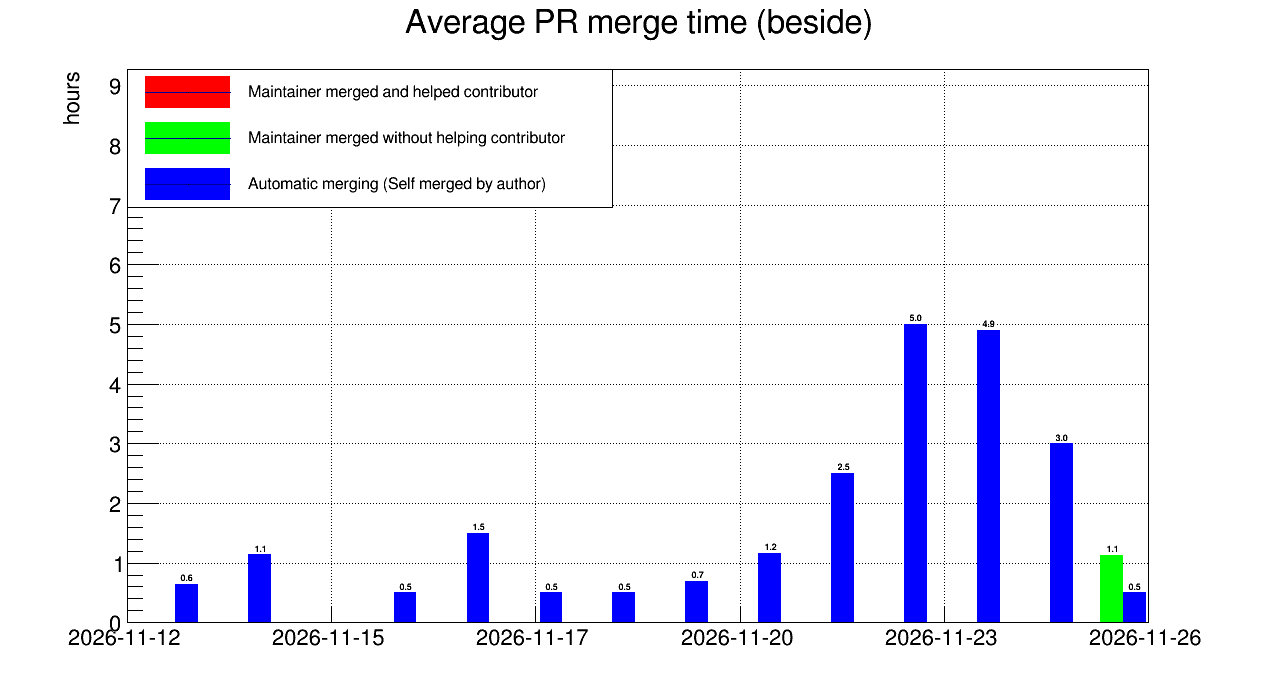 Average PR merge time (beside)
hours
9
8
7
6
5
4
3
2
1
0
Maintainer merged and helped contributor
Maintainer merged without helping contributor
Automatic merging (Self merged by author)
0.6 1.1 0.5 1.5 0.5 0.5 0.7 1.2 2.5 5.0 4.9 3.0 1.1 0.5
2026-11-12 2026-11-15 2026-11-17 2026-11-20 2026-11-23 2026-11-26